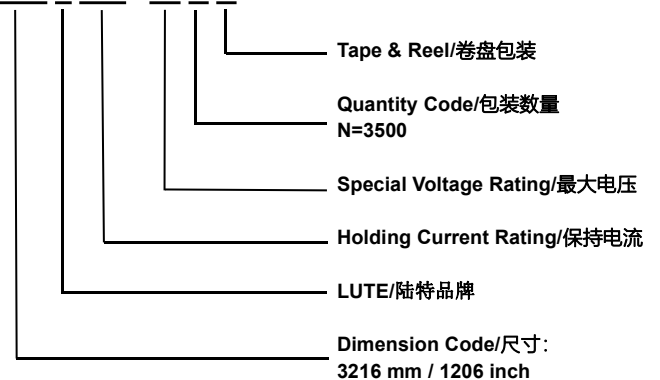 Tape & Reel/卷盘包装
Quantity Code/包装数量
N=3500
Special Voltage Rating/最大电压
Holding Current Rating/保持电流
LUTE/陆特品牌
Dimension Code/尺寸：
3216 mm / 1206 inch